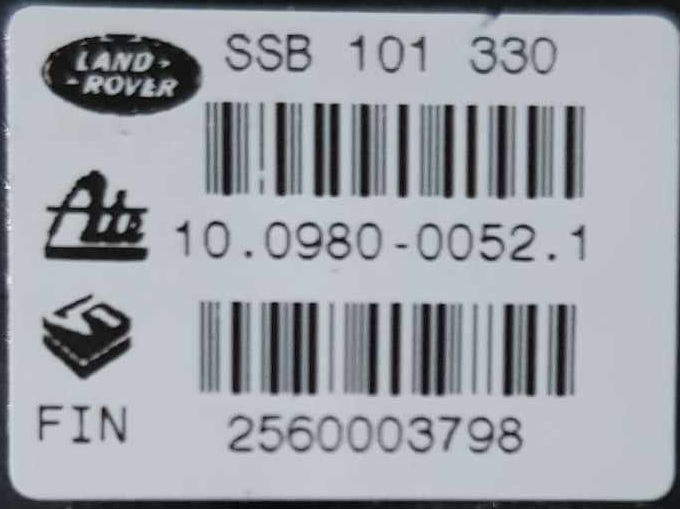 LAND-
-ROVER
SSB 101 330
Ate
10.0980-0052.1
FIN
2560003798